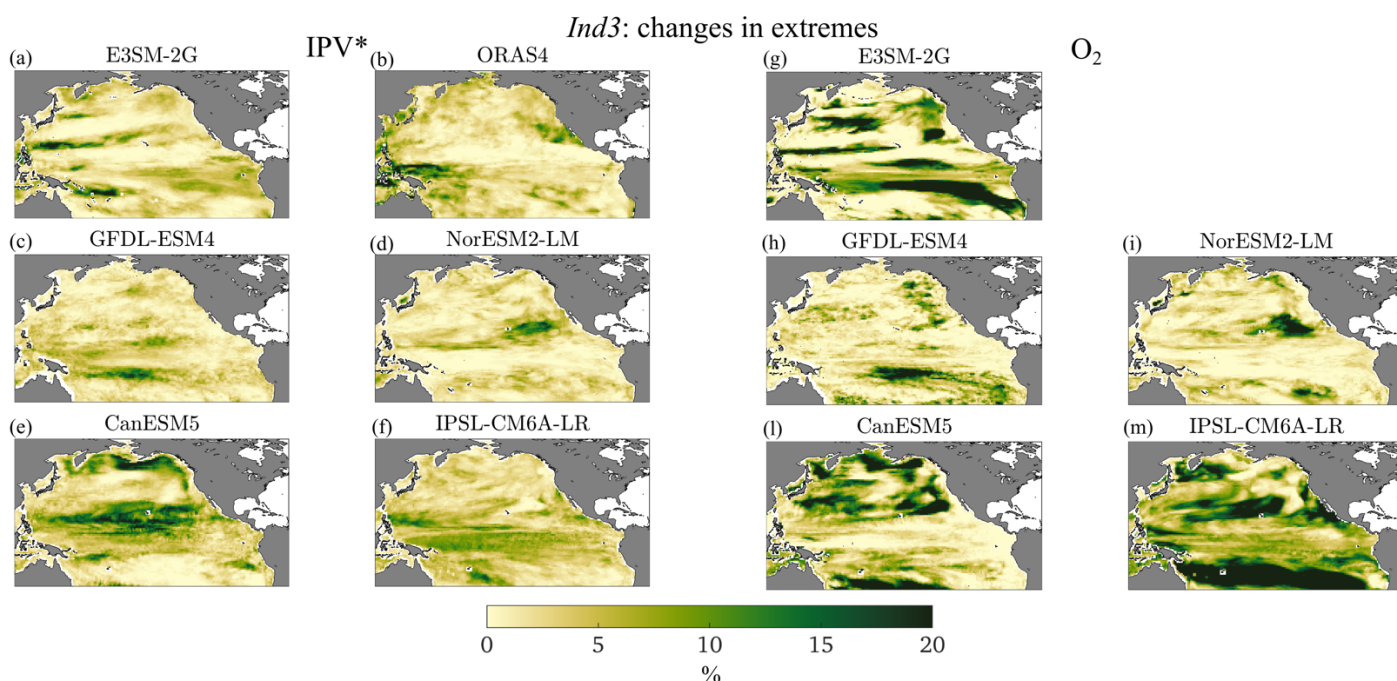 Ind3: changes in extremes
IPV*
O2
(a) E3SM-2G
(b) ORAS4
(g) E3SM-2G
(c) GFDL-ESM4
(d) NorESM2-LM
(h) GFDL-ESM4
(i) NorESM2-LM
(e) CanESM5
(f) IPSL-CM6A-LR
(l) CanESM5
(m) IPSL-CM6A-LR
0 5 10 15 20
%